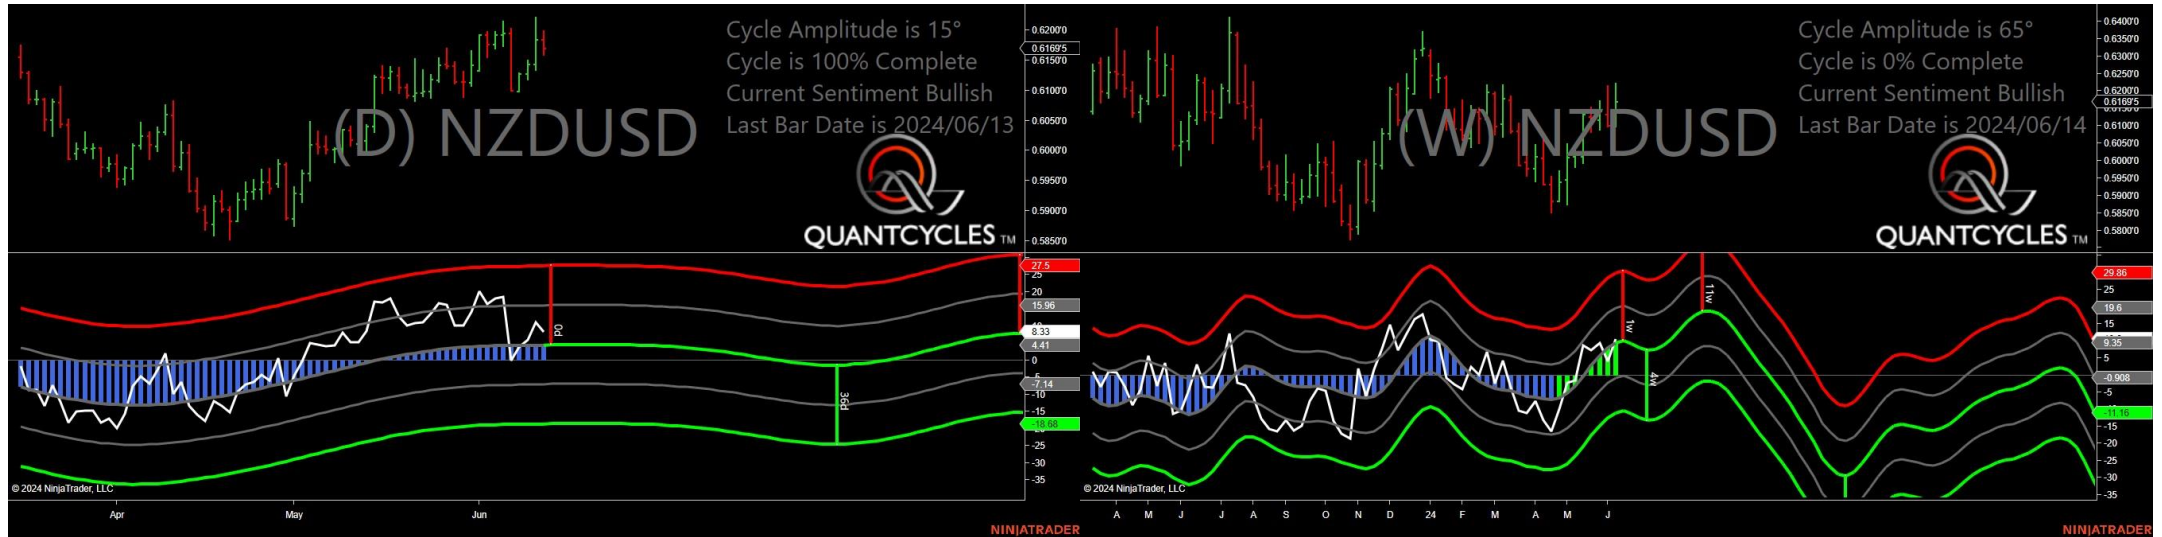 Cycle Amplitude is 15°
Cycle is 100% Complete
Current Sentiment Bullish
Last Bar Date is 2024/06/13
(D) NZDUSD
QUANTCYCLES TM
0.6200'0
0.6169'5
0.6150'0
0.6100'0
0.6050'0
0.6000'0
0.5950'0
0.5900'0
0.5850'0
27.5
25
20
15.96
8.33
4.41
0
-7.14
-10
-15
-18.68
-25
-30
-35
0d
36d
© 2024 NinjaTrader, LLC
Apr May Jun
NINJATRADER
Cycle Amplitude is 65°
Cycle is 0% Complete
Current Sentiment Bullish
Last Bar Date is 2024/06/14
(W) NZDUSD
QUANTCYCLES TM
0.6400'0
0.6350'0
0.6300'0
0.6250'0
0.6200'0
0.6169'5
0.6100'0
0.6050'0
0.6000'0
0.5950'0
0.5900'0
0.5850'0
0.5800'0
29.86
25
19.6
15
9.35
5
-0.908
-5
-11.16
-15
-20
-25
-30
-35
1w
4w
11w
© 2024 NinjaTrader, LLC
A M J J A S O N D 24 F M A M J
NINJATRADER